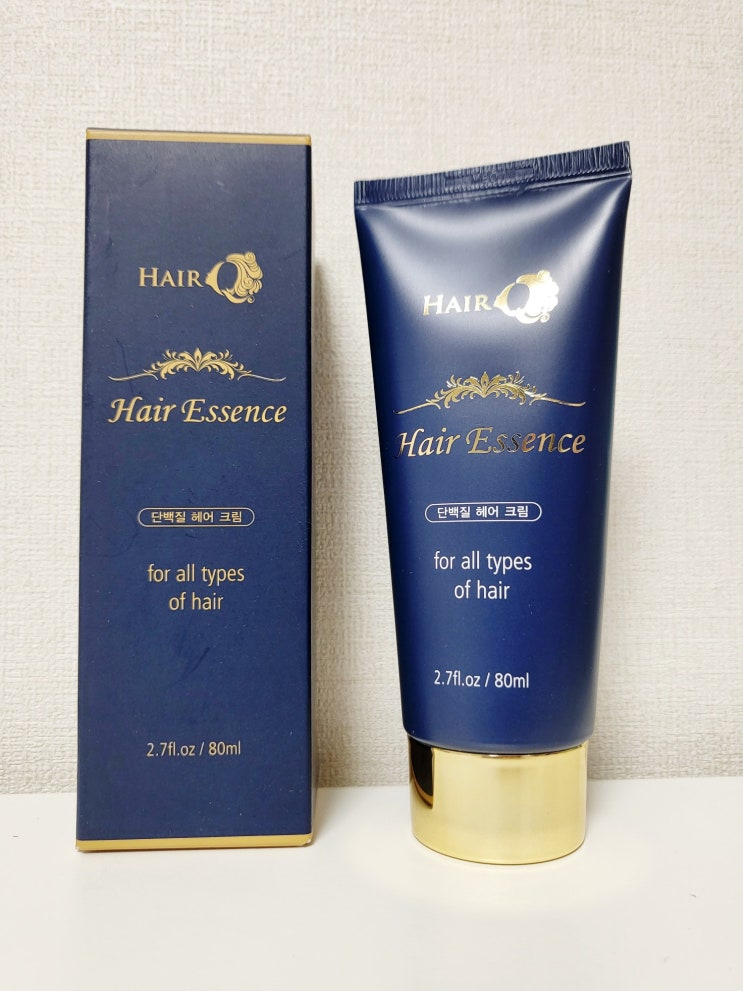 HAIR Q
Hair Essence
단백질 헤어 크림
for all types
of hair
2.7fl.oz / 80ml
HAIR Q
Hair Essence
단백질 헤어 크림
for all types
of hair
2.7fl.oz / 80ml